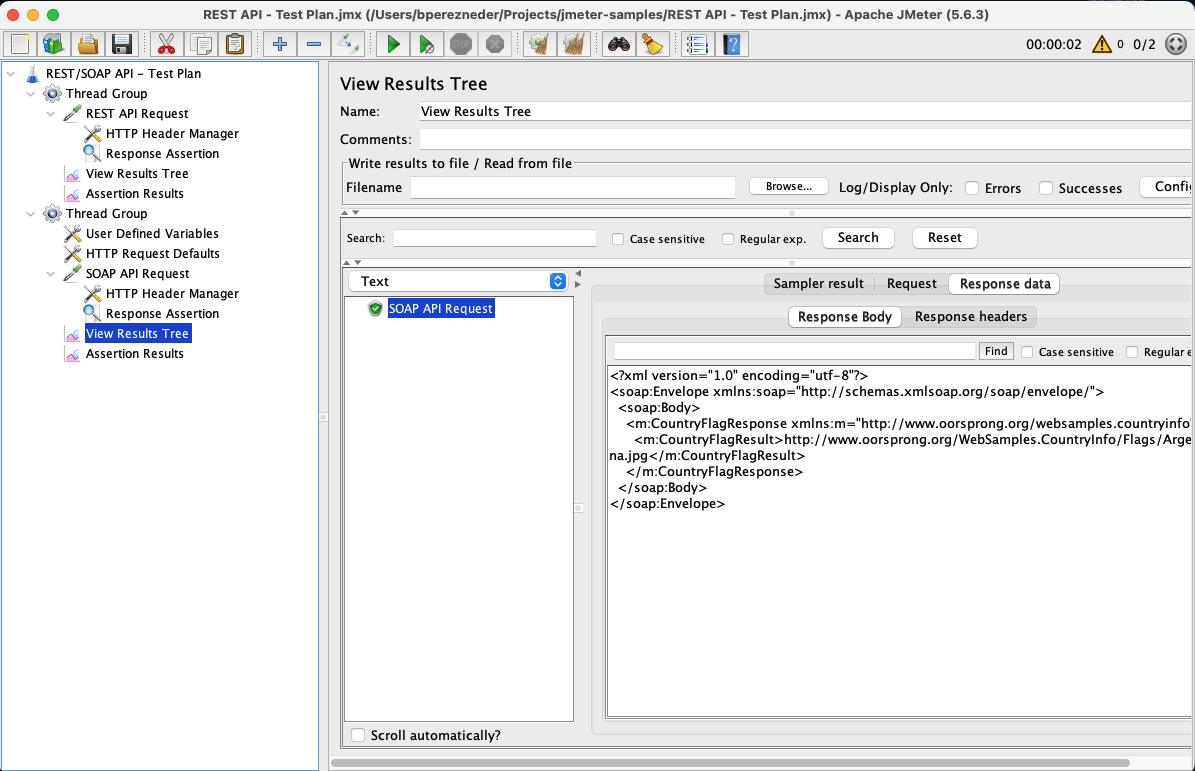 REST API - Test Plan.jmx (/Users/bperezneder/Projects/jmeter-samples/REST API - Test Plan.jmx) - Apache JMeter (5.6.3)
00:00:02 0 0/2
REST/SOAP API - Test Plan
Thread Group
REST API Request
HTTP Header Manager
Response Assertion
View Results Tree
Assertion Results
Thread Group
User Defined Variables
HTTP Request Defaults
SOAP API Request
HTTP Header Manager
Response Assertion
View Results Tree
Assertion Results
View Results Tree
Name: View Results Tree
Comments:
Write results to file / Read from file
Filename Browse... Log/Display Only: Errors Successes Config
Search: Case sensitive Regular exp. Search Reset
Text
SOAP API Request
Scroll automatically?
Sampler result Request Response data
Response Body Response headers
Find Case sensitive Regular e
<?xml version="1.0" encoding="utf-8"?>
<soap:Envelope xmlns:soap="http://schemas.xmlsoap.org/soap/envelope/">
<soap:Body>
<m:CountryFlagResponse xmlns:m="http://www.oorsprong.org/websamples.countryinfo"
<m:CountryFlagResult>http://www.oorsprong.org/WebSamples.CountryInfo/Flags/Arge
na.jpg</m:CountryFlagResult>
</m:CountryFlagResponse>
</soap:Body>
</soap:Envelope>